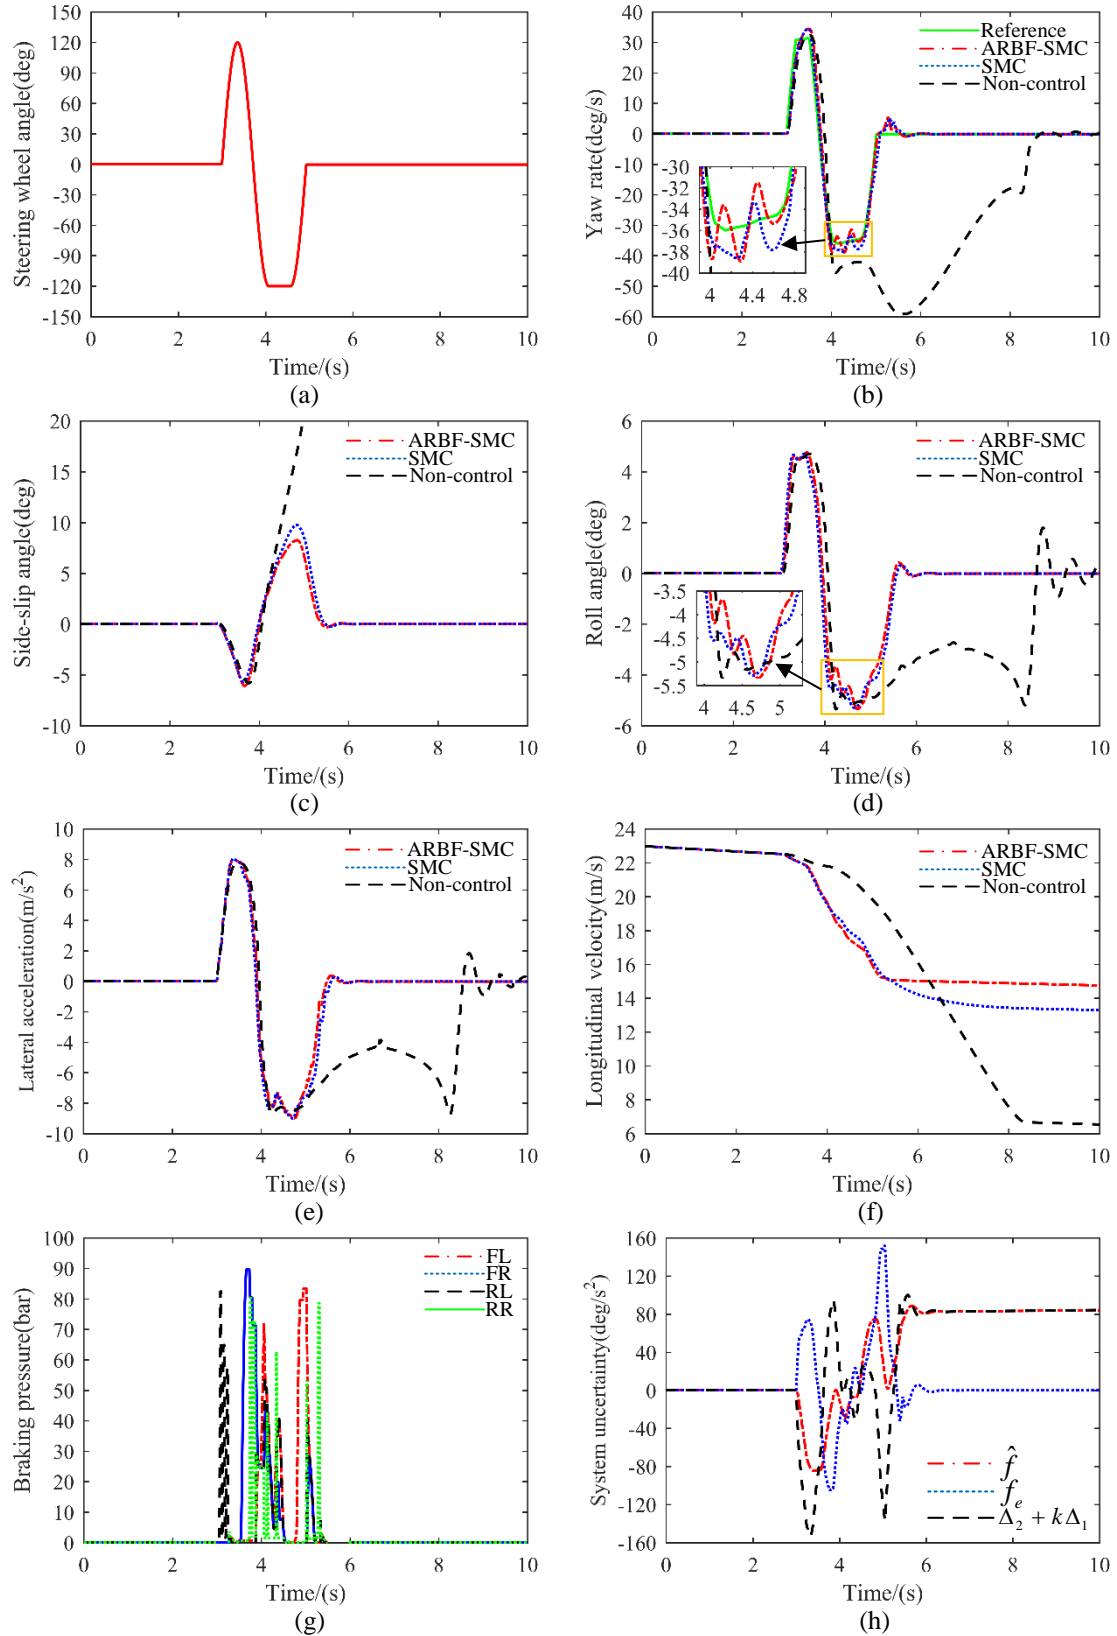 150
120
90
60
30
0
-30
-60
-90
-120
-150
0 2 4 6 8 10
Steering wheel angle(deg)
Time/(s)
(a)
40
30
20
10
0
-10
-20
-30
-40
-50
-60
0 2 4 6 8 10
Yaw rate(deg/s)
Time/(s)
Reference
ARBF-SMC
SMC
Non-control
-30
-32
-34
-36
-38
-40
4 4.4 4.8
(b)
20
15
10
5
0
-5
-10
0 2 4 6 8 10
Side-slip angle(deg)
Time/(s)
ARBF-SMC
SMC
Non-control
(c)
6
4
2
0
-2
-4
-6
0 2 4 6 8 10
Roll angle(deg)
Time/(s)
ARBF-SMC
SMC
Non-control
-3.5
-4
-4.5
-5
-5.5
4 4.5 5
(d)
10
8
6
4
2
0
-2
-4
-6
-8
-10
0 2 4 6 8 10
Lateral acceleration(m/s²)
Time/(s)
ARBF-SMC
SMC
Non-control
(e)
24
22
20
18
16
14
12
10
8
6
0 2 4 6 8 10
Longitudinal velocity(m/s)
Time/(s)
ARBF-SMC
SMC
Non-control
(f)
100
90
80
70
60
50
40
30
20
10
0
0 2 4 6 8 10
Braking pressure(bar)
Time/(s)
FL
FR
RL
RR
(g)
160
120
80
40
0
-40
-80
-120
-160
0 2 4 6 8 10
System uncertainty(deg/s²)
Time/(s)
f̂
fₑ
Δ₂ + kΔ₁
(h)